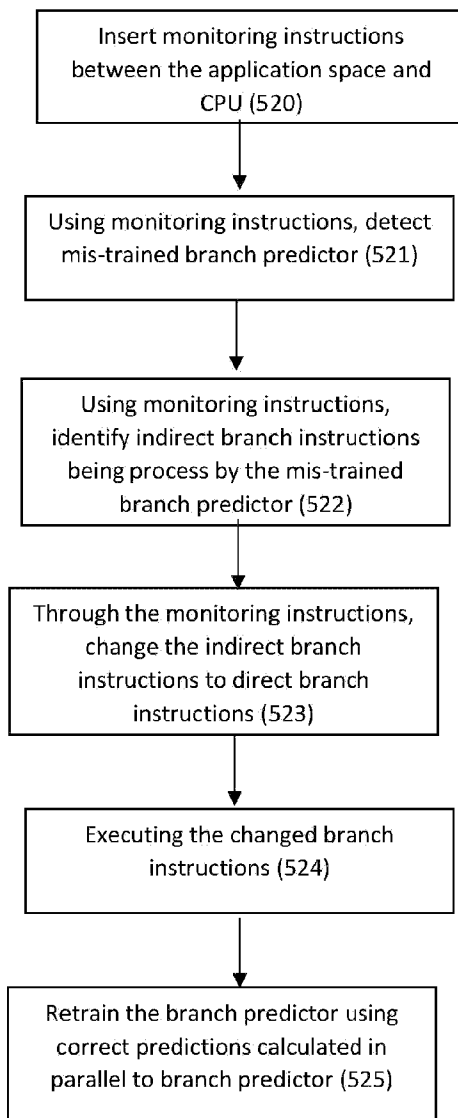 Insert monitoring instructions
between the application space and
CPU (520)
Using monitoring instructions, detect
mis-trained branch predictor (521)
Using monitoring instructions,
identify indirect branch instructions
being process by the mis-trained
branch predictor (522)
Through the monitoring instructions,
change the indirect branch
instructions to direct branch
instructions (523)
Executing the changed branch
instructions (524)
Retrain the branch predictor using
correct predictions calculated in
parallel to branch predictor (525)